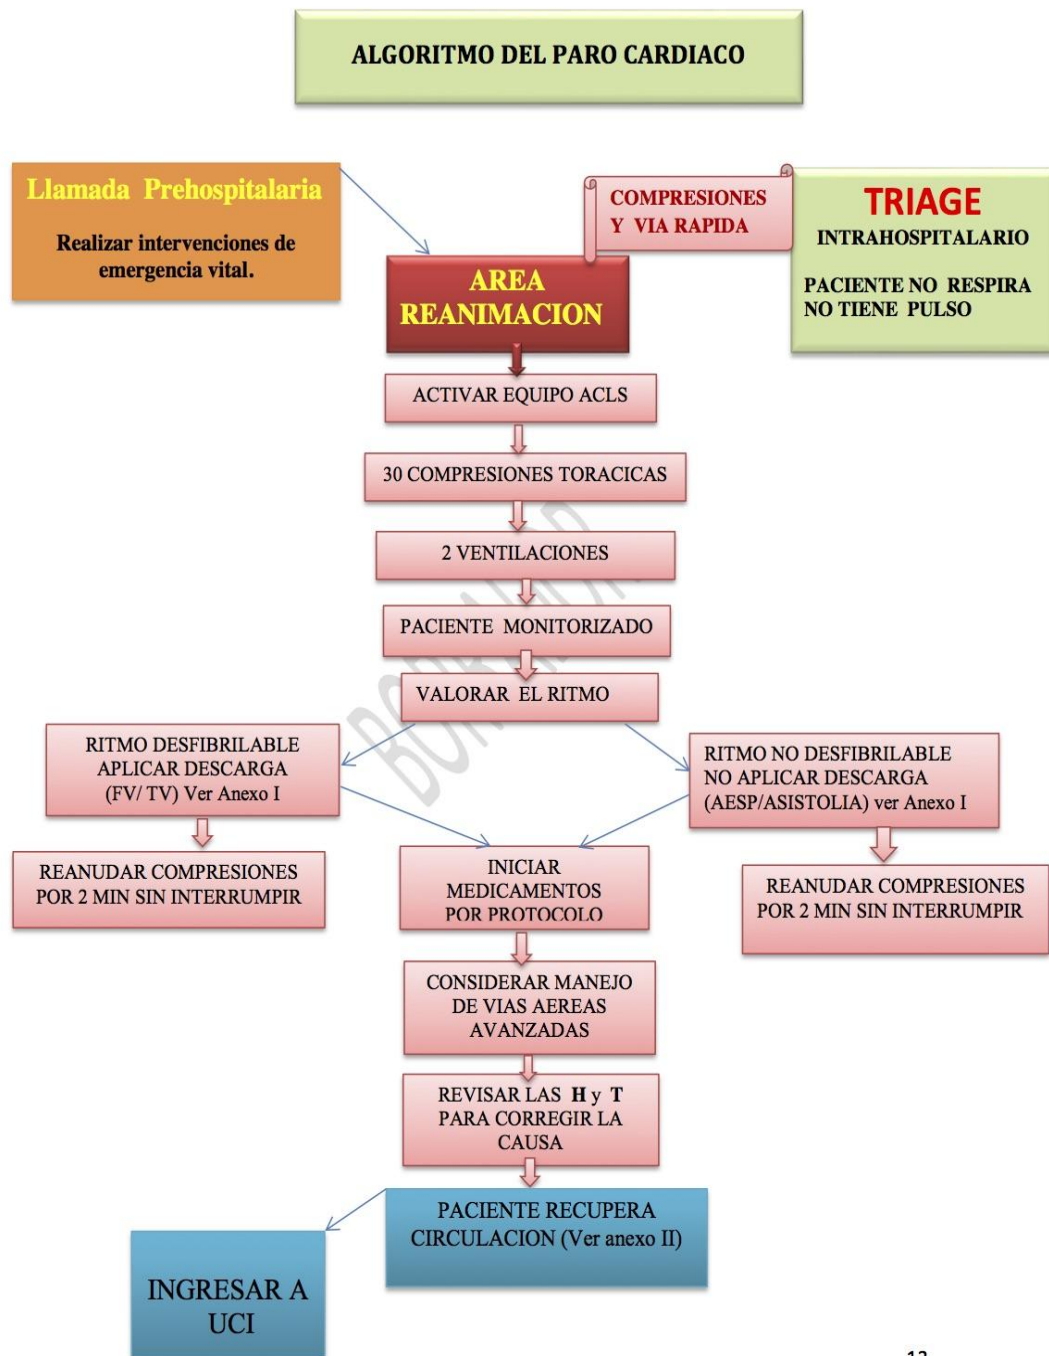 ALGORITMO DEL PARO CARDIACO
Llamada Prehospitalaria
Realizar intervenciones de
emergencia vital.
COMPRESIONES
Y VIA RAPIDA
TRIAGE
INTRAHOSPITALARIO
PACIENTE NO RESPIRA
NO TIENE PULSO
AREA
REANIMACION
ACTIVAR EQUIPO ACLS
30 COMPRESIONES TORACICAS
2 VENTILACIONES
PACIENTE MONITORIZADO
VALORAR EL RITMO
RITMO DESFIBRILABLE
APLICAR DESCARGA
(FV/ TV) Ver Anexo I
RITMO NO DESFIBRILABLE
NO APLICAR DESCARGA
(AESP/ASISTOLIA) ver Anexo I
REANUDAR COMPRESIONES
POR 2 MIN SIN INTERRUMPIR
INICIAR
MEDICAMENTOS
POR PROTOCOLO
REANUDAR COMPRESIONES
POR 2 MIN SIN INTERRUMPIR
CONSIDERAR MANEJO
DE VIAS AEREAS
AVANZADAS
REVISAR LAS H y T
PARA CORREGIR LA
CAUSA
PACIENTE RECUPERA
CIRCULACION (Ver anexo II)
INGRESAR A
UCI